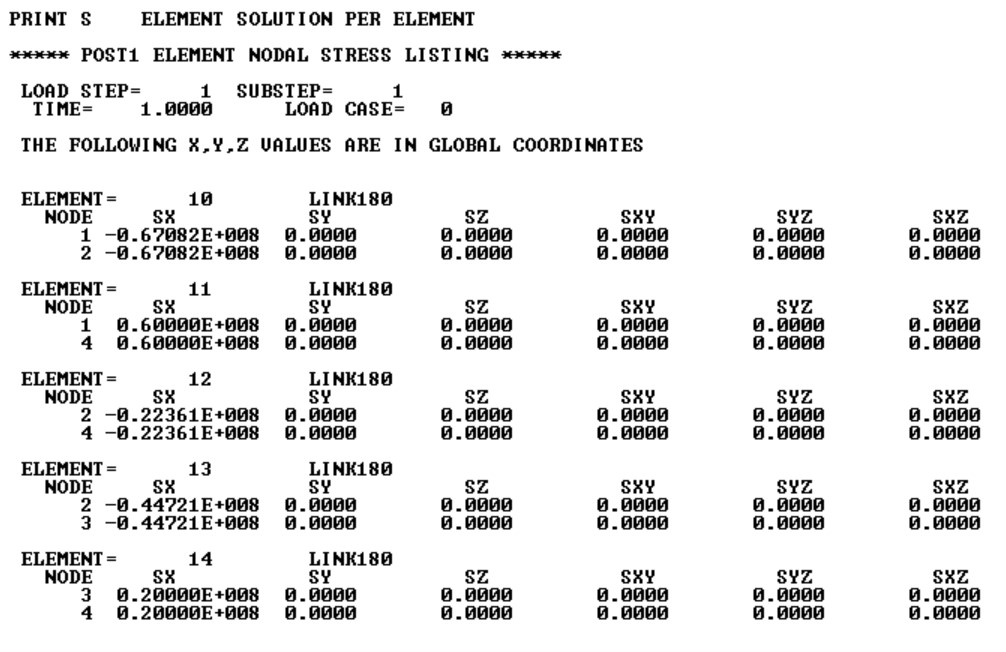 PRINT S ELEMENT SOLUTION PER ELEMENT
***** POST1 ELEMENT NODAL STRESS LISTING *****
LOAD STEP= 1 SUBSTEP= 1
TIME= 1.0000 LOAD CASE= 0
THE FOLLOWING X,Y,Z VALUES ARE IN GLOBAL COORDINATES
ELEMENT= 10 LINK180
NODE SX SY SZ SXY SYZ SXZ
1 -0.67082E+008 0.0000 0.0000 0.0000 0.0000 0.0000
2 -0.67082E+008 0.0000 0.0000 0.0000 0.0000 0.0000
ELEMENT= 11 LINK180
NODE SX SY SZ SXY SYZ SXZ
1 0.60000E+008 0.0000 0.0000 0.0000 0.0000 0.0000
4 0.60000E+008 0.0000 0.0000 0.0000 0.0000 0.0000
ELEMENT= 12 LINK180
NODE SX SY SZ SXY SYZ SXZ
2 -0.22361E+008 0.0000 0.0000 0.0000 0.0000 0.0000
4 -0.22361E+008 0.0000 0.0000 0.0000 0.0000 0.0000
ELEMENT= 13 LINK180
NODE SX SY SZ SXY SYZ SXZ
2 -0.44721E+008 0.0000 0.0000 0.0000 0.0000 0.0000
3 -0.44721E+008 0.0000 0.0000 0.0000 0.0000 0.0000
ELEMENT= 14 LINK180
NODE SX SY SZ SXY SYZ SXZ
3 0.20000E+008 0.0000 0.0000 0.0000 0.0000 0.0000
4 0.20000E+008 0.0000 0.0000 0.0000 0.0000 0.0000